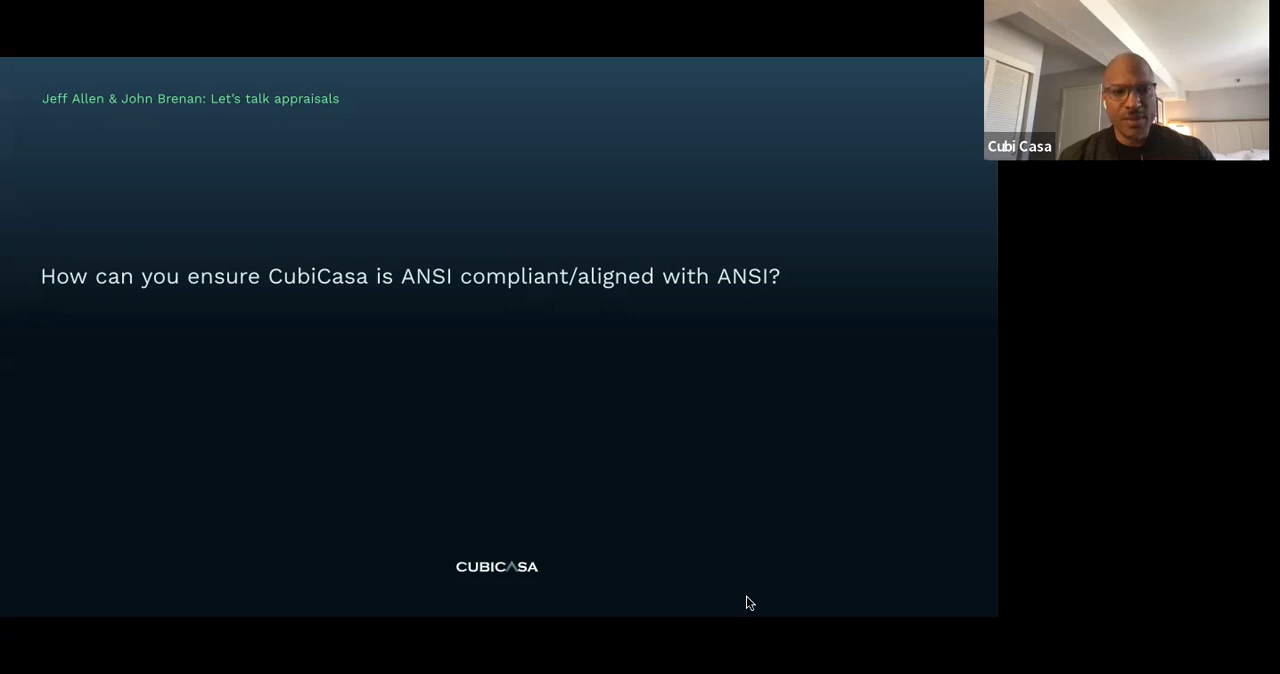 Jeff Allen & John Brenan: Let's talk appraisals
Cubi Casa
How can you ensure CubiCasa is ANSI compliant/aligned with ANSI?
CUBICASA